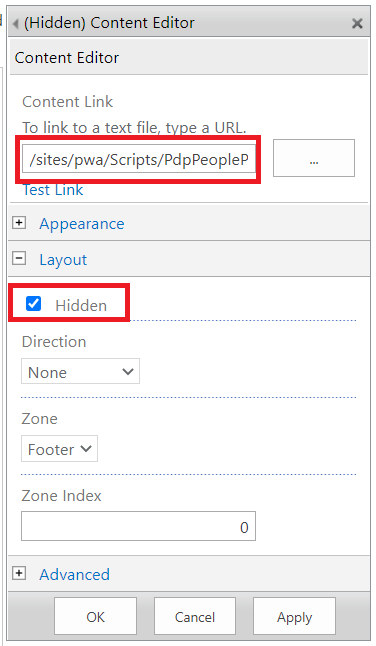 (Hidden) Content Editor
Content Editor
Content Link
To link to a text file, type a URL.
/sites/pwa/Scripts/PdpPeopleP
...
Test Link
Appearance
Layout
Hidden
Direction
None
Zone
Footer
Zone Index
0
Advanced
OK
Cancel
Apply